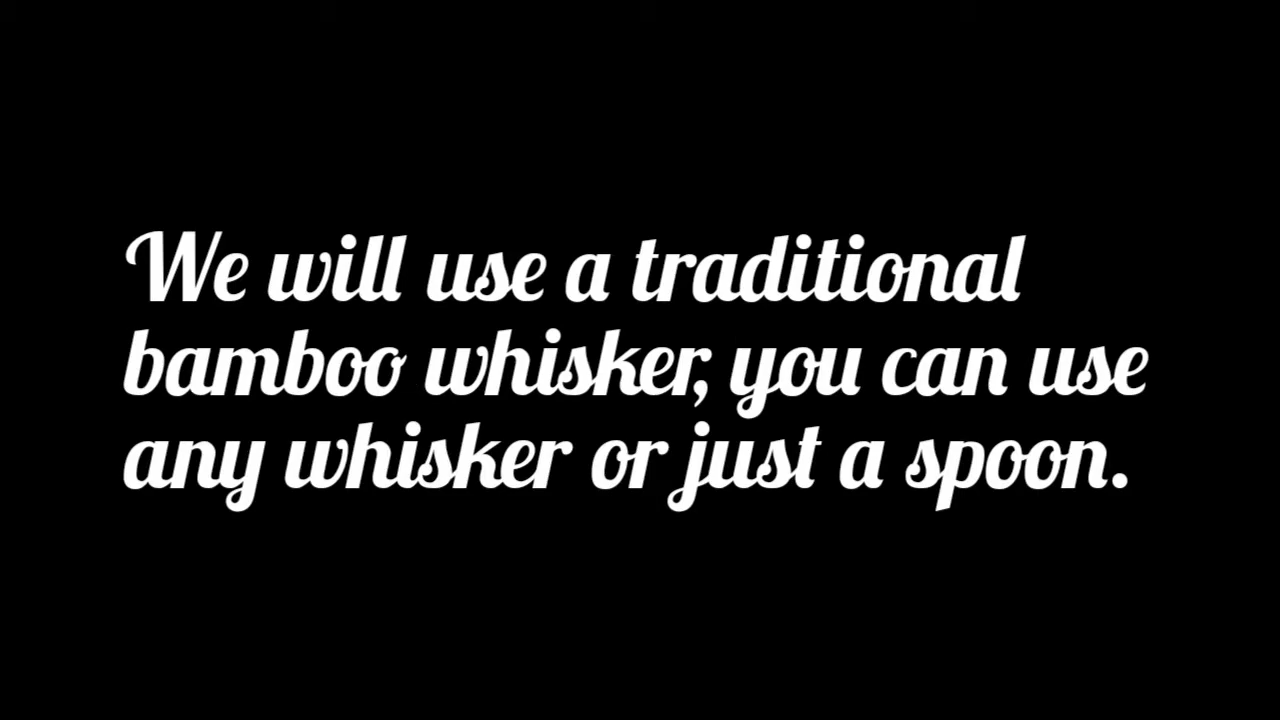 We will use a traditional
bamboo whisker, you can use
any whisker or just a spoon.